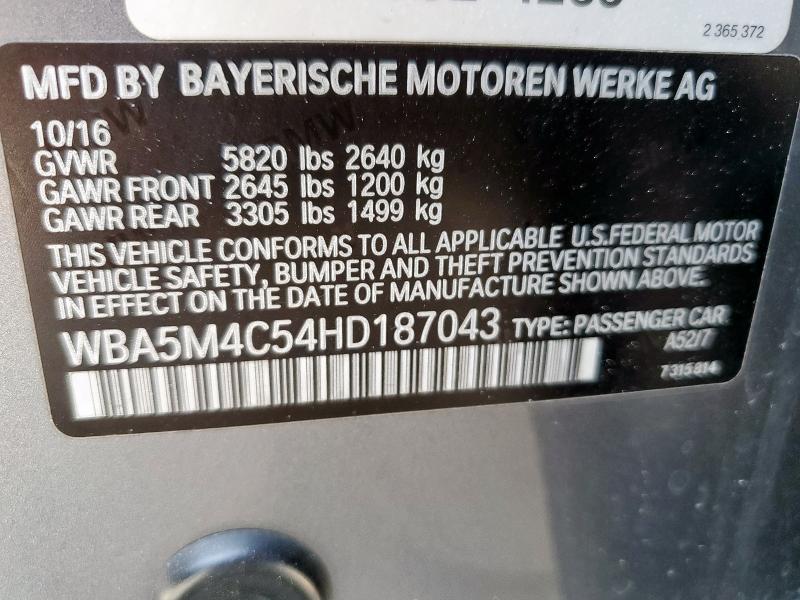 2 365 372
MFD BY BAYERISCHE MOTOREN WERKE AG
10/16
GVWR 5820 lbs 2640 kg
GAWR FRONT 2645 lbs 1200 kg
GAWR REAR 3305 lbs 1499 kg
THIS VEHICLE CONFORMS TO ALL APPLICABLE U.S.FEDERAL MOTOR
VEHICLE SAFETY, BUMPER AND THEFT PREVENTION STANDARDS
IN EFFECT ON THE DATE OF MANUFACTURE SHOWN ABOVE.
WBA5M4C54HD187043 TYPE: PASSENGER CAR
A52I7
7 315 814